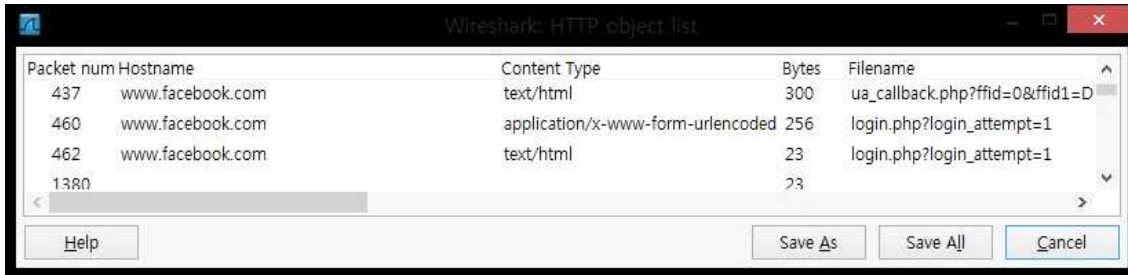 Wireshark: HTTP object list
Packet num Hostname Content Type Bytes Filename
437 www.facebook.com text/html 300 ua_callback.php?ffid=0&ffid1=D
460 www.facebook.com application/x-www-form-urlencoded 256 login.php?login_attempt=1
462 www.facebook.com text/html 23 login.php?login_attempt=1
1380 23
Help Save As Save All Cancel